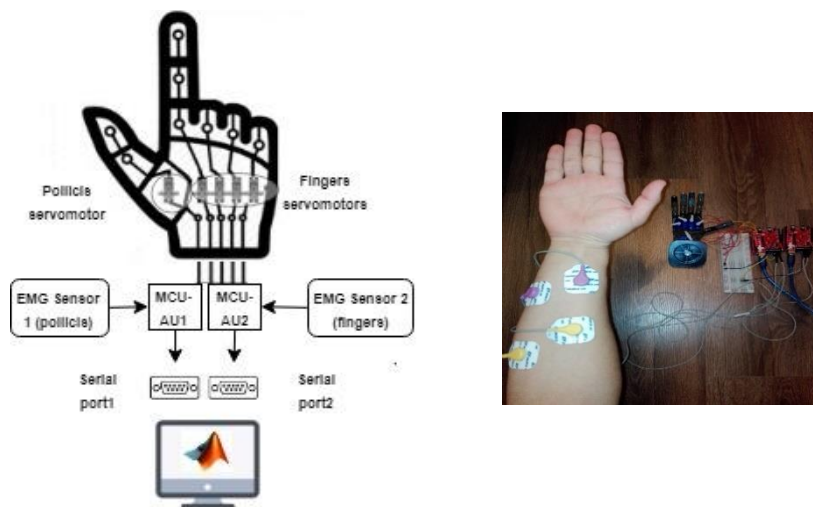 Pollicis
servomotor
Fingers
servomotors
EMG Sensor
1 (pollicis)
MCU-
AU1
MCU-
AU2
EMG Sensor 2
(fingers)
Serial
port1
Serial
port2